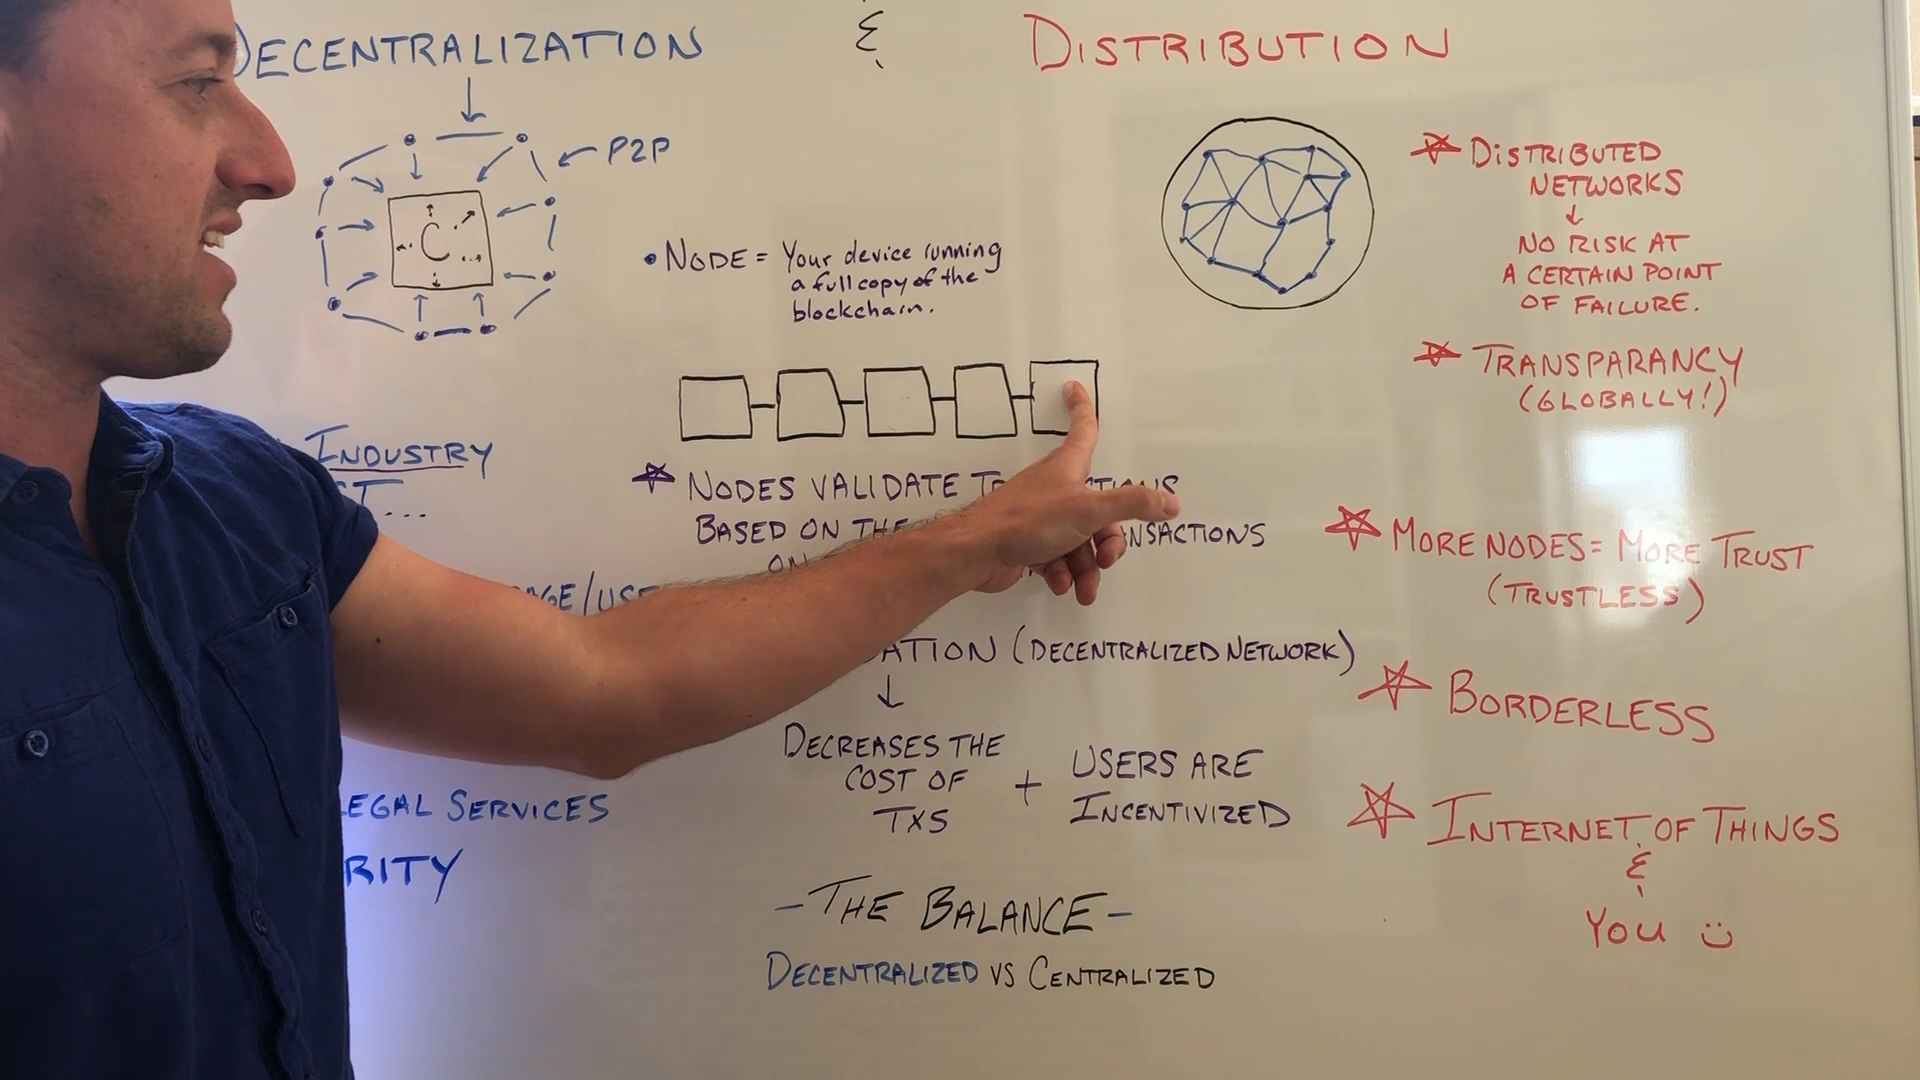 DECENTRALIZATION
&
DISTRIBUTION
P2P
C
• NODE = Your device running
a full copy of the
blockchain.
INDUSTRY
...
NODES VALIDATE
BASED ON THE
ON
/USE
ATION (DECENTRALIZED NETWORK)
DECREASES THE
COST OF
TXS
+
USERS ARE
INCENTIVIZED
LEGAL SERVICES
RITY
- THE BALANCE -
DECENTRALIZED VS CENTRALIZED
DISTRIBUTED
NETWORKS
NO RISK AT
A CERTAIN POINT
OF FAILURE.
TRANSPARANCY
(GLOBALLY!)
MORE NODES = MORE TRUST
(TRUSTLESS)
BORDERLESS
INTERNET OF THINGS
&
YOU